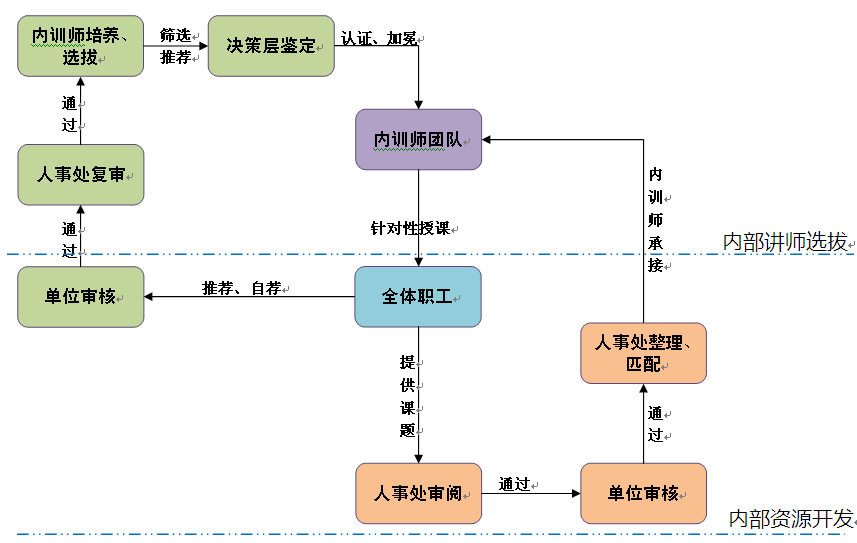 内训师培养、
选拔
筛选
推荐
决策层鉴定
认证、加冕
通
过
内训师团队
人事处复审
内
训
师
承
接
通
过
针对性授课
内部讲师选拔
单位审核
推荐、自荐
全体职工
人事处整理、
匹配
提
供
课
题
通
过
人事处审阅
通过
单位审核
内部资源开发